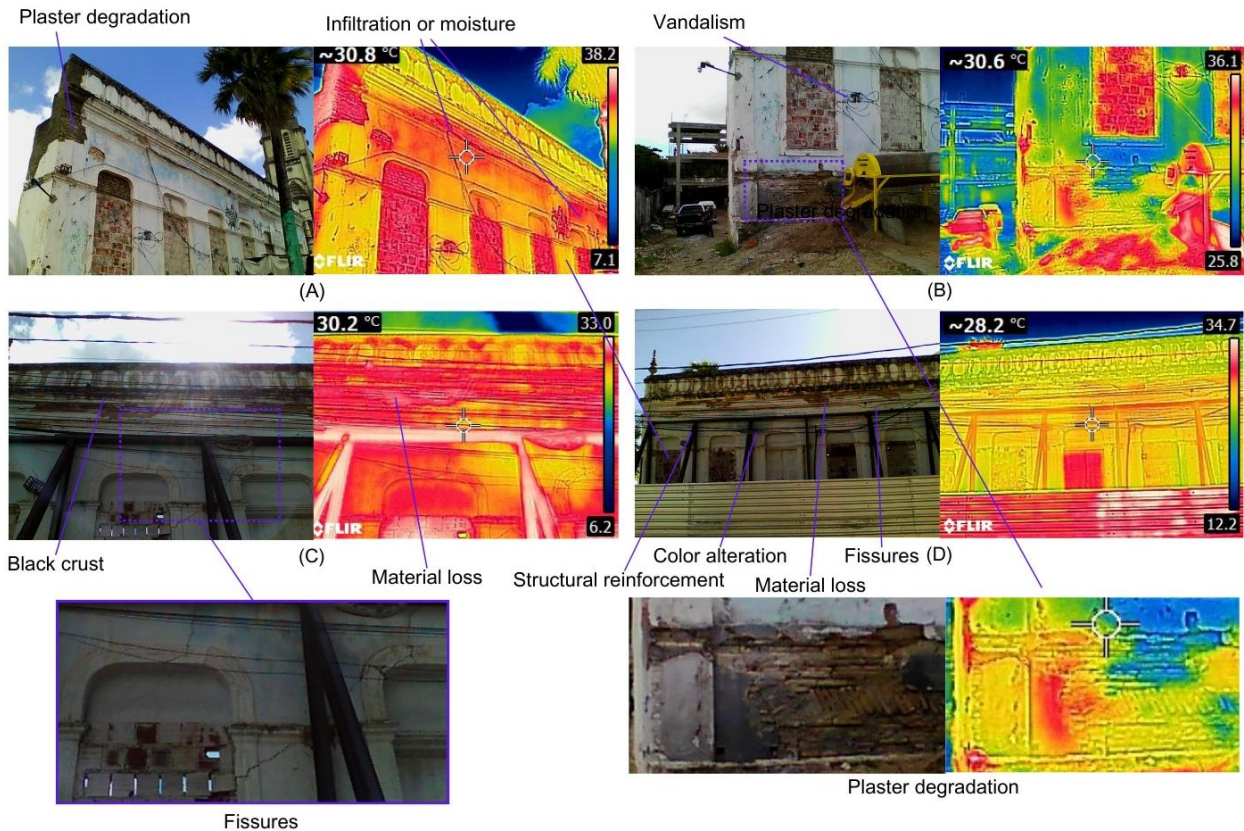 Plaster degradation
Infiltration or moisture
Vandalism
~30.8 °C
38.2
7.1
FLIR
(A)
~30.6 °C
36.1
25.8
Plaster degradation
FLIR
(B)
30.2 °C
33.0
6.2
FLIR
(C)
~28.2 °C
34.7
12.2
FLIR
(D)
Black crust
Material loss
Structural reinforcement
Color alteration
Material loss
Fissures
Fissures
Plaster degradation